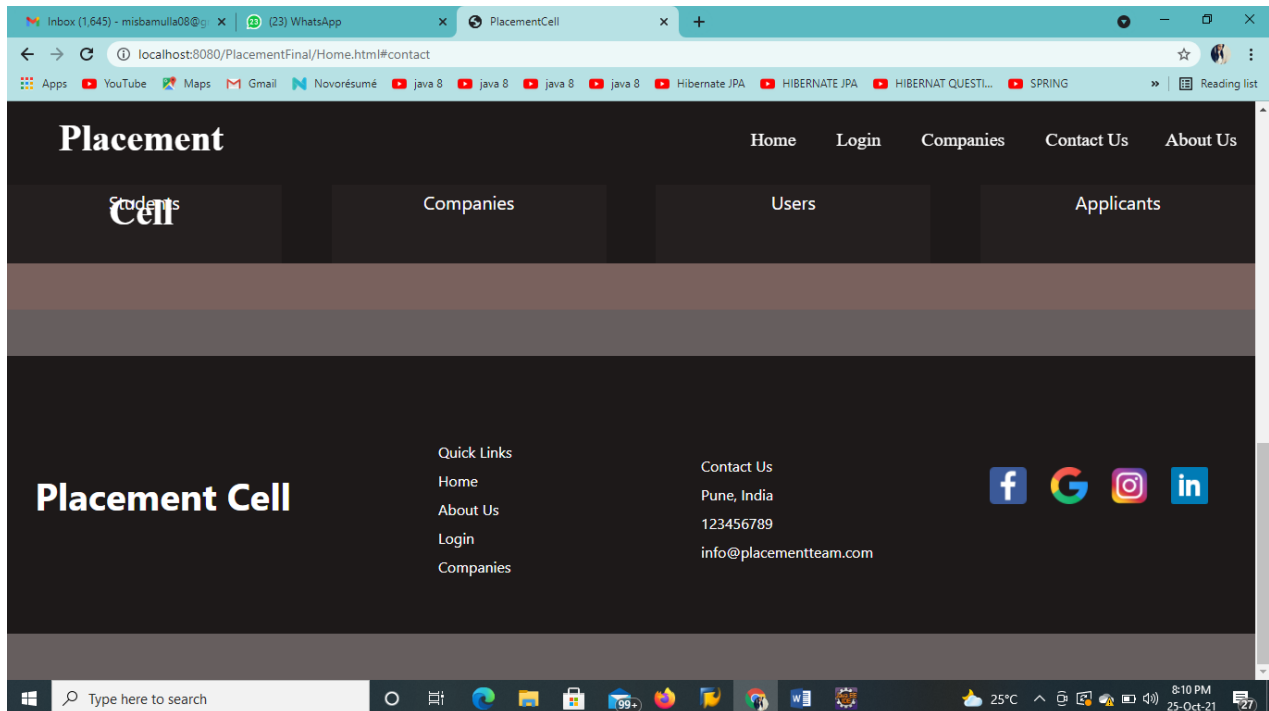 Inbox (1,645) - misbamulla08@g
(23) WhatsApp
PlacementCell
localhost:8080/PlacementFinal/Home.html#contact
Apps YouTube Maps Gmail Novorésumé java 8 java 8 java 8 java 8 Hibernate JPA HIBERNATE JPA HIBERNAT QUESTI... SPRING » Reading list
Placement Home Login Companies Contact Us About Us
Cell
Students Companies Users Applicants
Placement Cell
Quick Links
Home
About Us
Login
Companies
Contact Us
Pune, India
123456789
info@placementteam.com
f G in
Type here to search
99+
25°C
8:10 PM
25-Oct-21
27